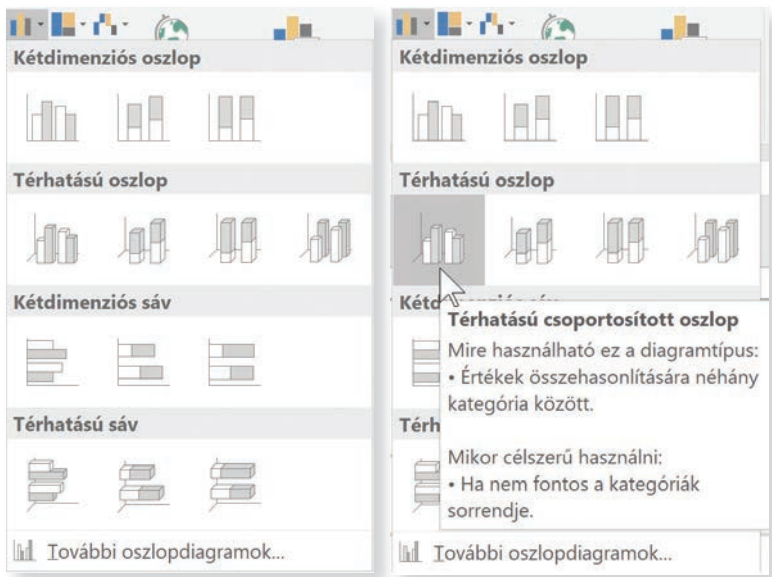 Kétdimenziós oszlop
Térhatású oszlop
Kétdimenziós sáv
Térhatású sáv
További oszlopdiagramok...
Kétdimenziós oszlop
Térhatású oszlop
Térhatású csoportosított oszlop
Mire használható ez a diagramtípus:
• Értékek összehasonlítására néhány
kategória között.
Mikor célszerű használni:
• Ha nem fontos a kategóriák
sorrendje.
További oszlopdiagramok...